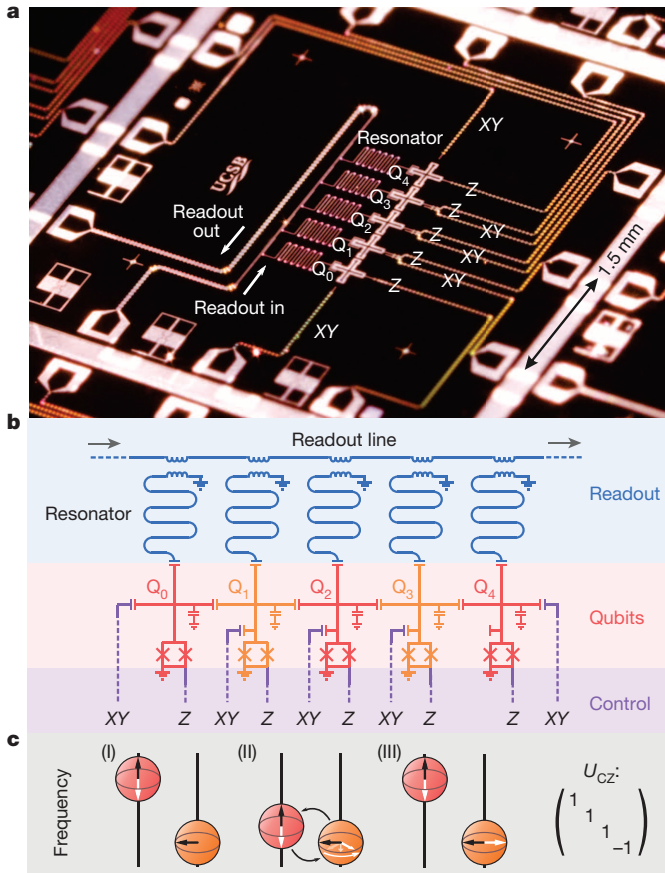 a
XY
Resonator
Q4
Z
Q3
Z
UCSB
XY
Q2
Z
XY
Readout
out
Q1
Z
XY
1.5 mm
Q0
Z
Readout in
XY
b
Readout line
Readout
Resonator
Q0 Q1 Q2 Q3 Q4
Qubits
Control
XY Z XY Z XY Z XY Z Z XY
c
(I) (II) (III)
UCZ:
Frequency
1
1
1
−1